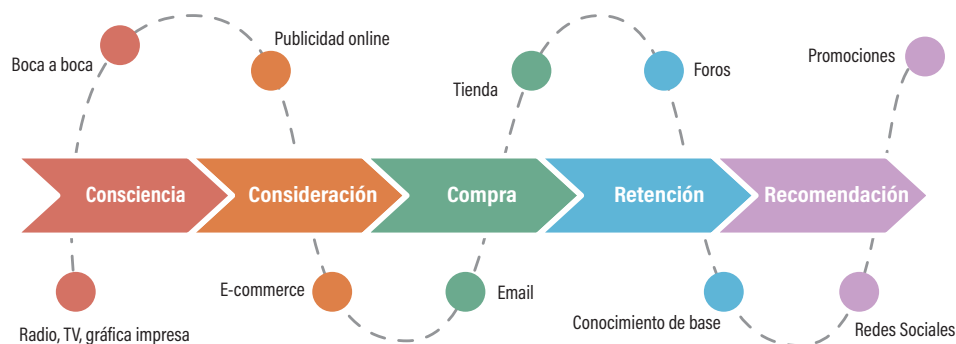 Boca a boca
Publicidad online
Tienda
Foros
Promociones
Consciencia
Consideración
Compra
Retención
Recomendación
Radio, TV, gráfica impresa
E-commerce
Email
Conocimiento de base
Redes Sociales